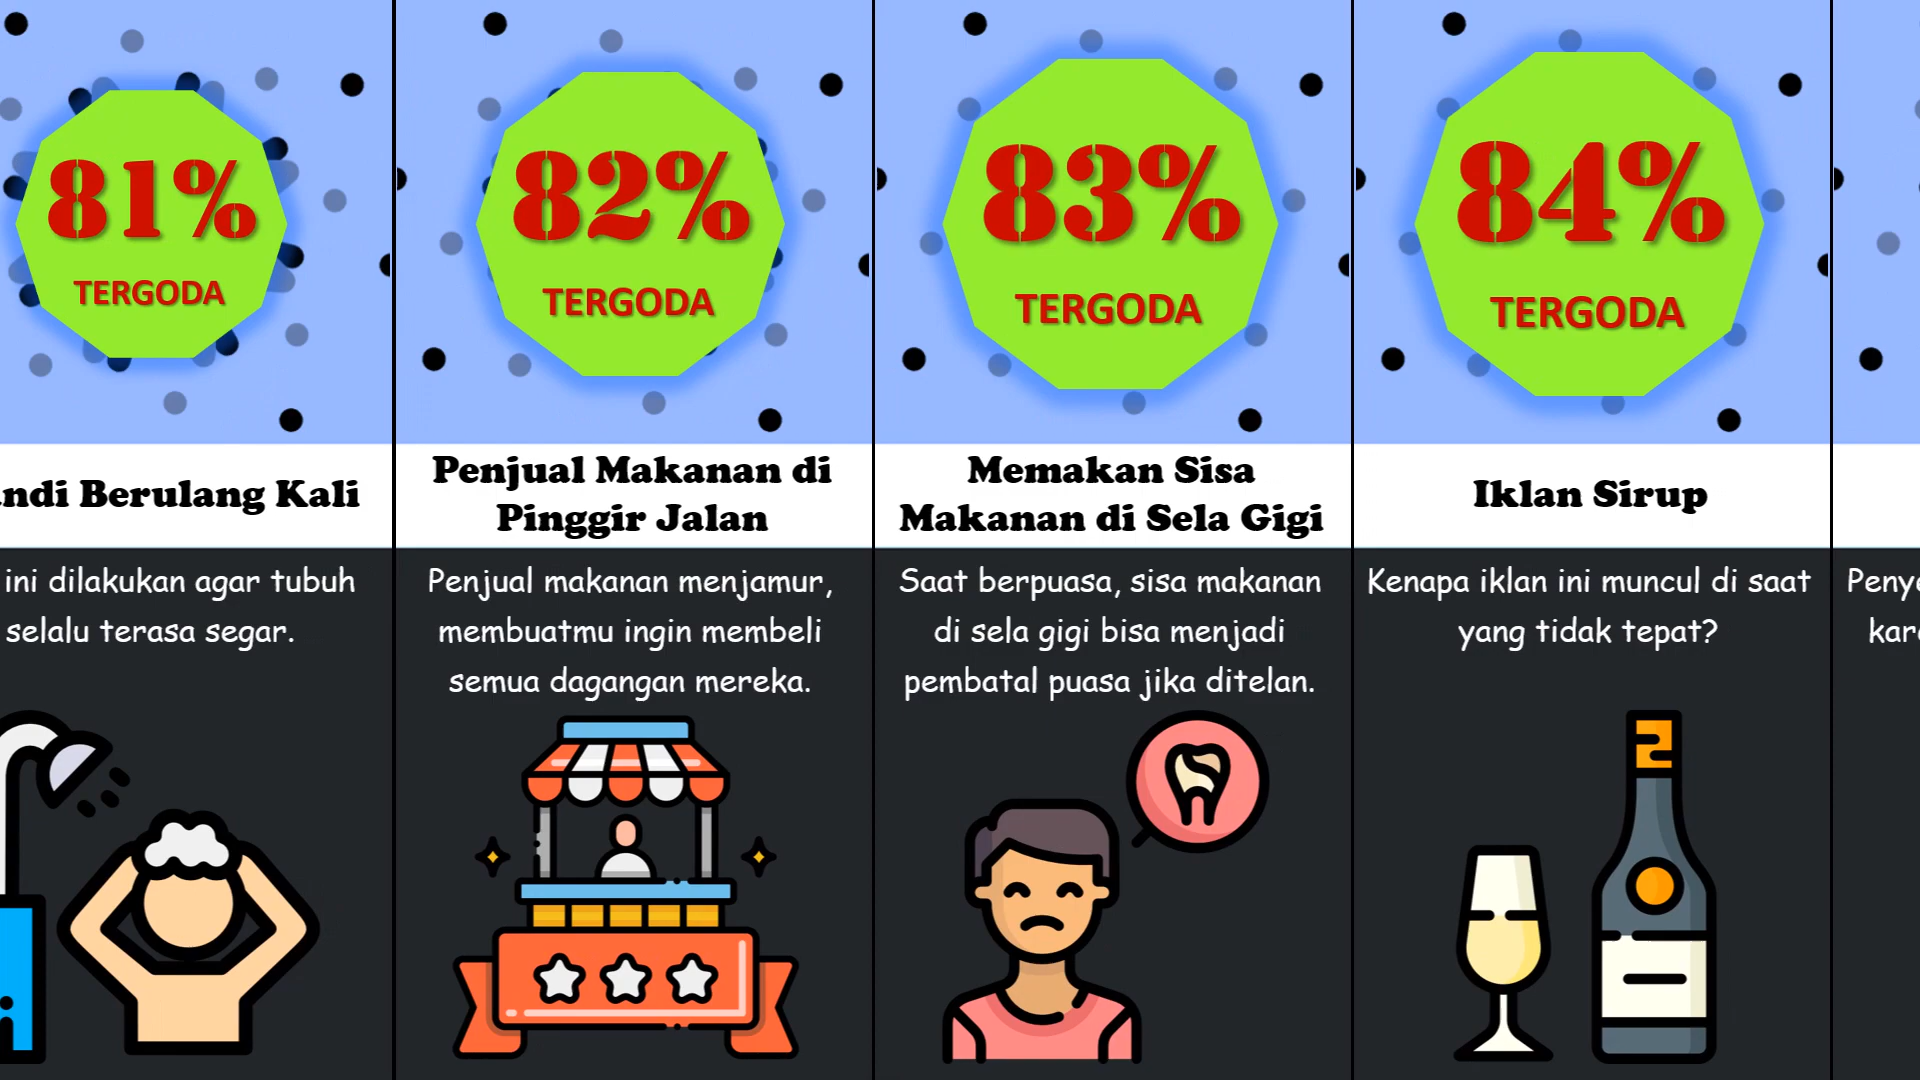 81%
TERGODA
ndi Berulang Kali
ini dilakukan agar tubuh
selalu terasa segar.
82%
TERGODA
Penjual Makanan di
Pinggir Jalan
Penjual makanan menjamur,
membuatmu ingin membeli
semua dagangan mereka.
83%
TERGODA
Memakan Sisa
Makanan di Sela Gigi
Saat berpuasa, sisa makanan
di sela gigi bisa menjadi
pembatal puasa jika ditelan.
84%
TERGODA
Iklan Sirup
Kenapa iklan ini muncul di saat
yang tidak tepat?